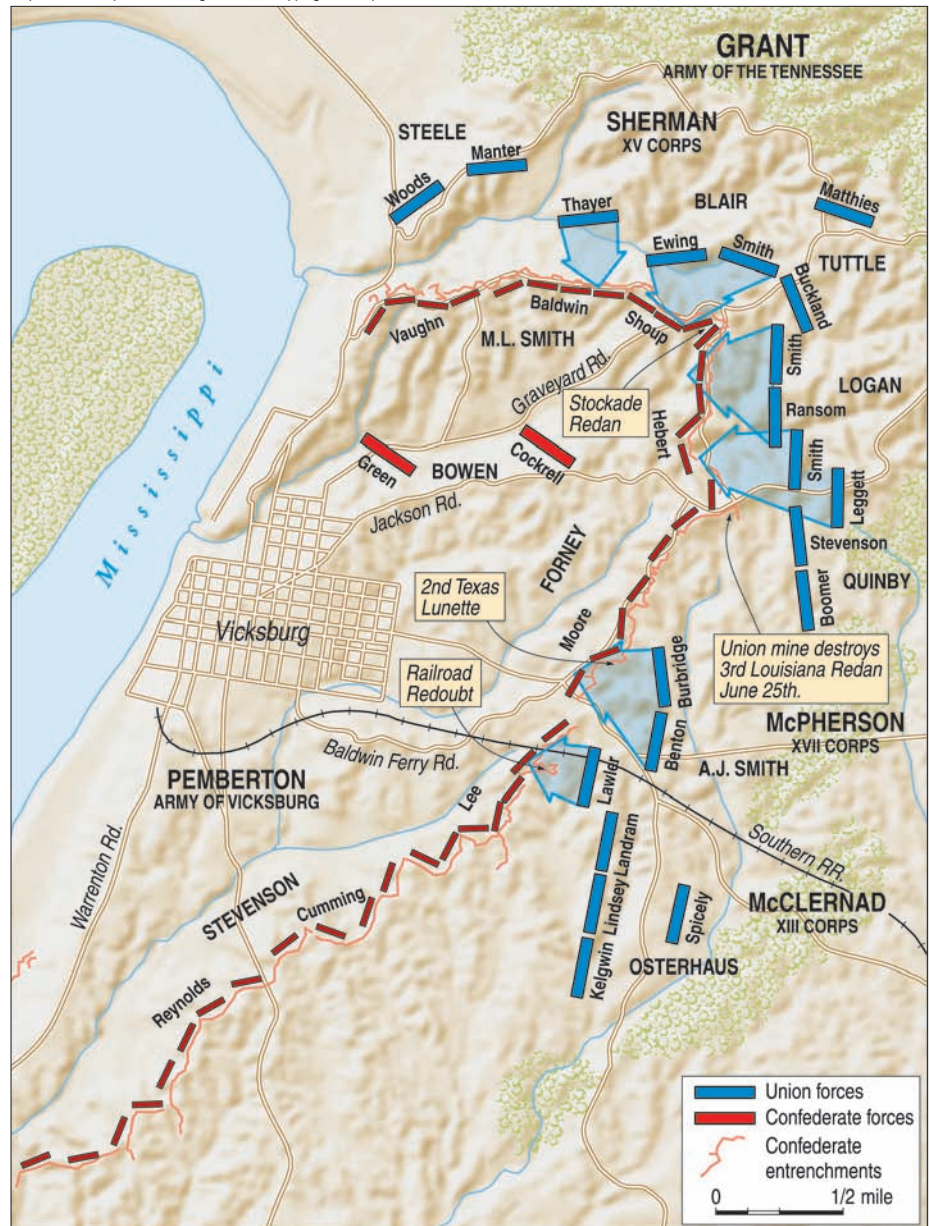 GRANT
ARMY OF THE TENNESSEE
STEELE
SHERMAN
XV CORPS
Manter
Woods
Thayer
BLAIR
Matthies
Ewing
Smith
TUTTLE
Buckland
Baldwin
Vaughn
Shoup
M.L. SMITH
Smith
Graveyard Rd.
LOGAN
Stockade
Redan
Ransom
Hebert
Mississippi
Green
BOWEN
Cockrell
Smith
Leggett
Jackson Rd.
Stevenson
FORNEY
QUINBY
Boomer
2nd Texas
Lunette
Moore
Vicksburg
Union mine destroys
3rd Louisiana Redan
June 25th.
Burbridge
Railroad
Redoubt
McPHERSON
XVII CORPS
Benton
A.J. SMITH
Baldwin Ferry Rd.
PEMBERTON
ARMY OF VICKSBURG
Lee
Lawler
Warrenton Rd.
Landram
Southern RR.
STEVENSON
Cumming
Lindsey
McCLERNAD
XIII CORPS
Spicely
Kelgwin
OSTERHAUS
Reynolds
Union forces
Confederate forces
Confederate
entrenchments
0 1/2 mile